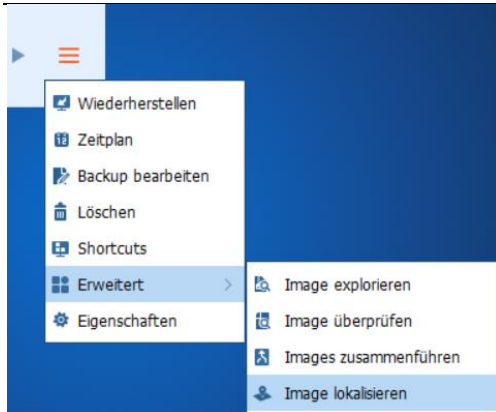 Wiederherstellen
Zeitplan
Backup bearbeiten
Löschen
Shortcuts
Erweitert
Eigenschaften
Image explorieren
Image überprüfen
Images zusammenführen
Image lokalisieren